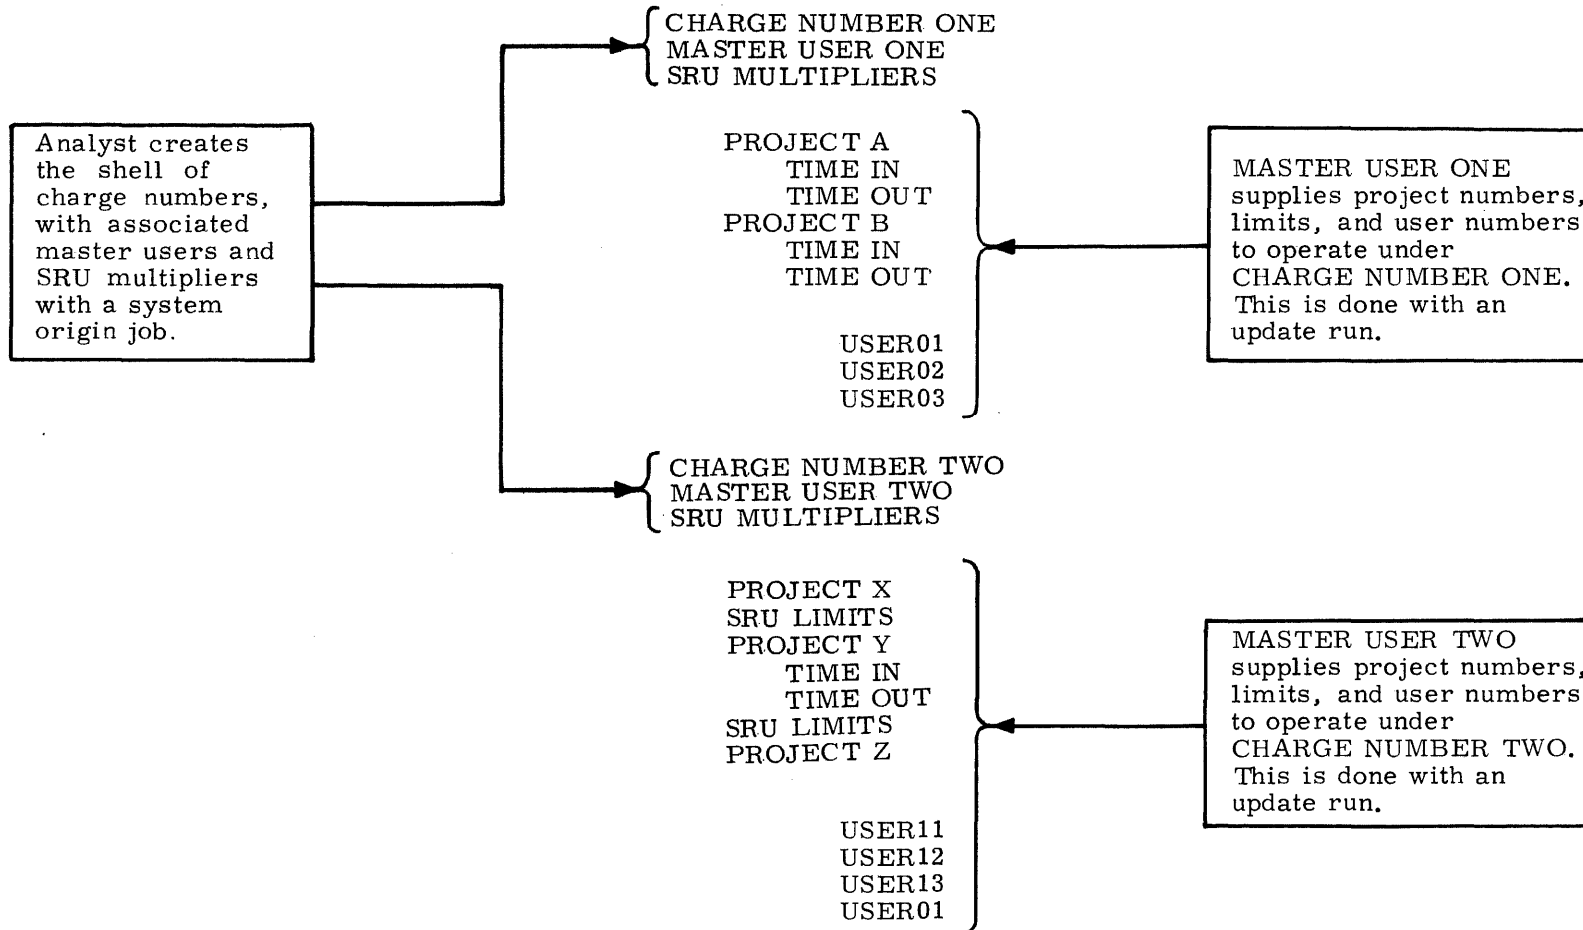 Analyst creates
the shell of
charge numbers,
with associated
master users and
SRU multipliers
with a system
origin job.
CHARGE NUMBER ONE
MASTER USER ONE
SRU MULTIPLIERS
PROJECT A
TIME IN
TIME OUT
PROJECT B
TIME IN
TIME OUT
USER01
USER02
USER03
MASTER USER ONE
supplies project numbers,
limits, and user numbers
to operate under
CHARGE NUMBER ONE.
This is done with an
update run.
CHARGE NUMBER TWO
MASTER USER TWO
SRU MULTIPLIERS
PROJECT X
SRU LIMITS
PROJECT Y
TIME IN
TIME OUT
SRU LIMITS
PROJECT Z
USER11
USER12
USER13
USER01
MASTER USER TWO
supplies project numbers,
limits, and user numbers
to operate under
CHARGE NUMBER TWO.
This is done with an
update run.